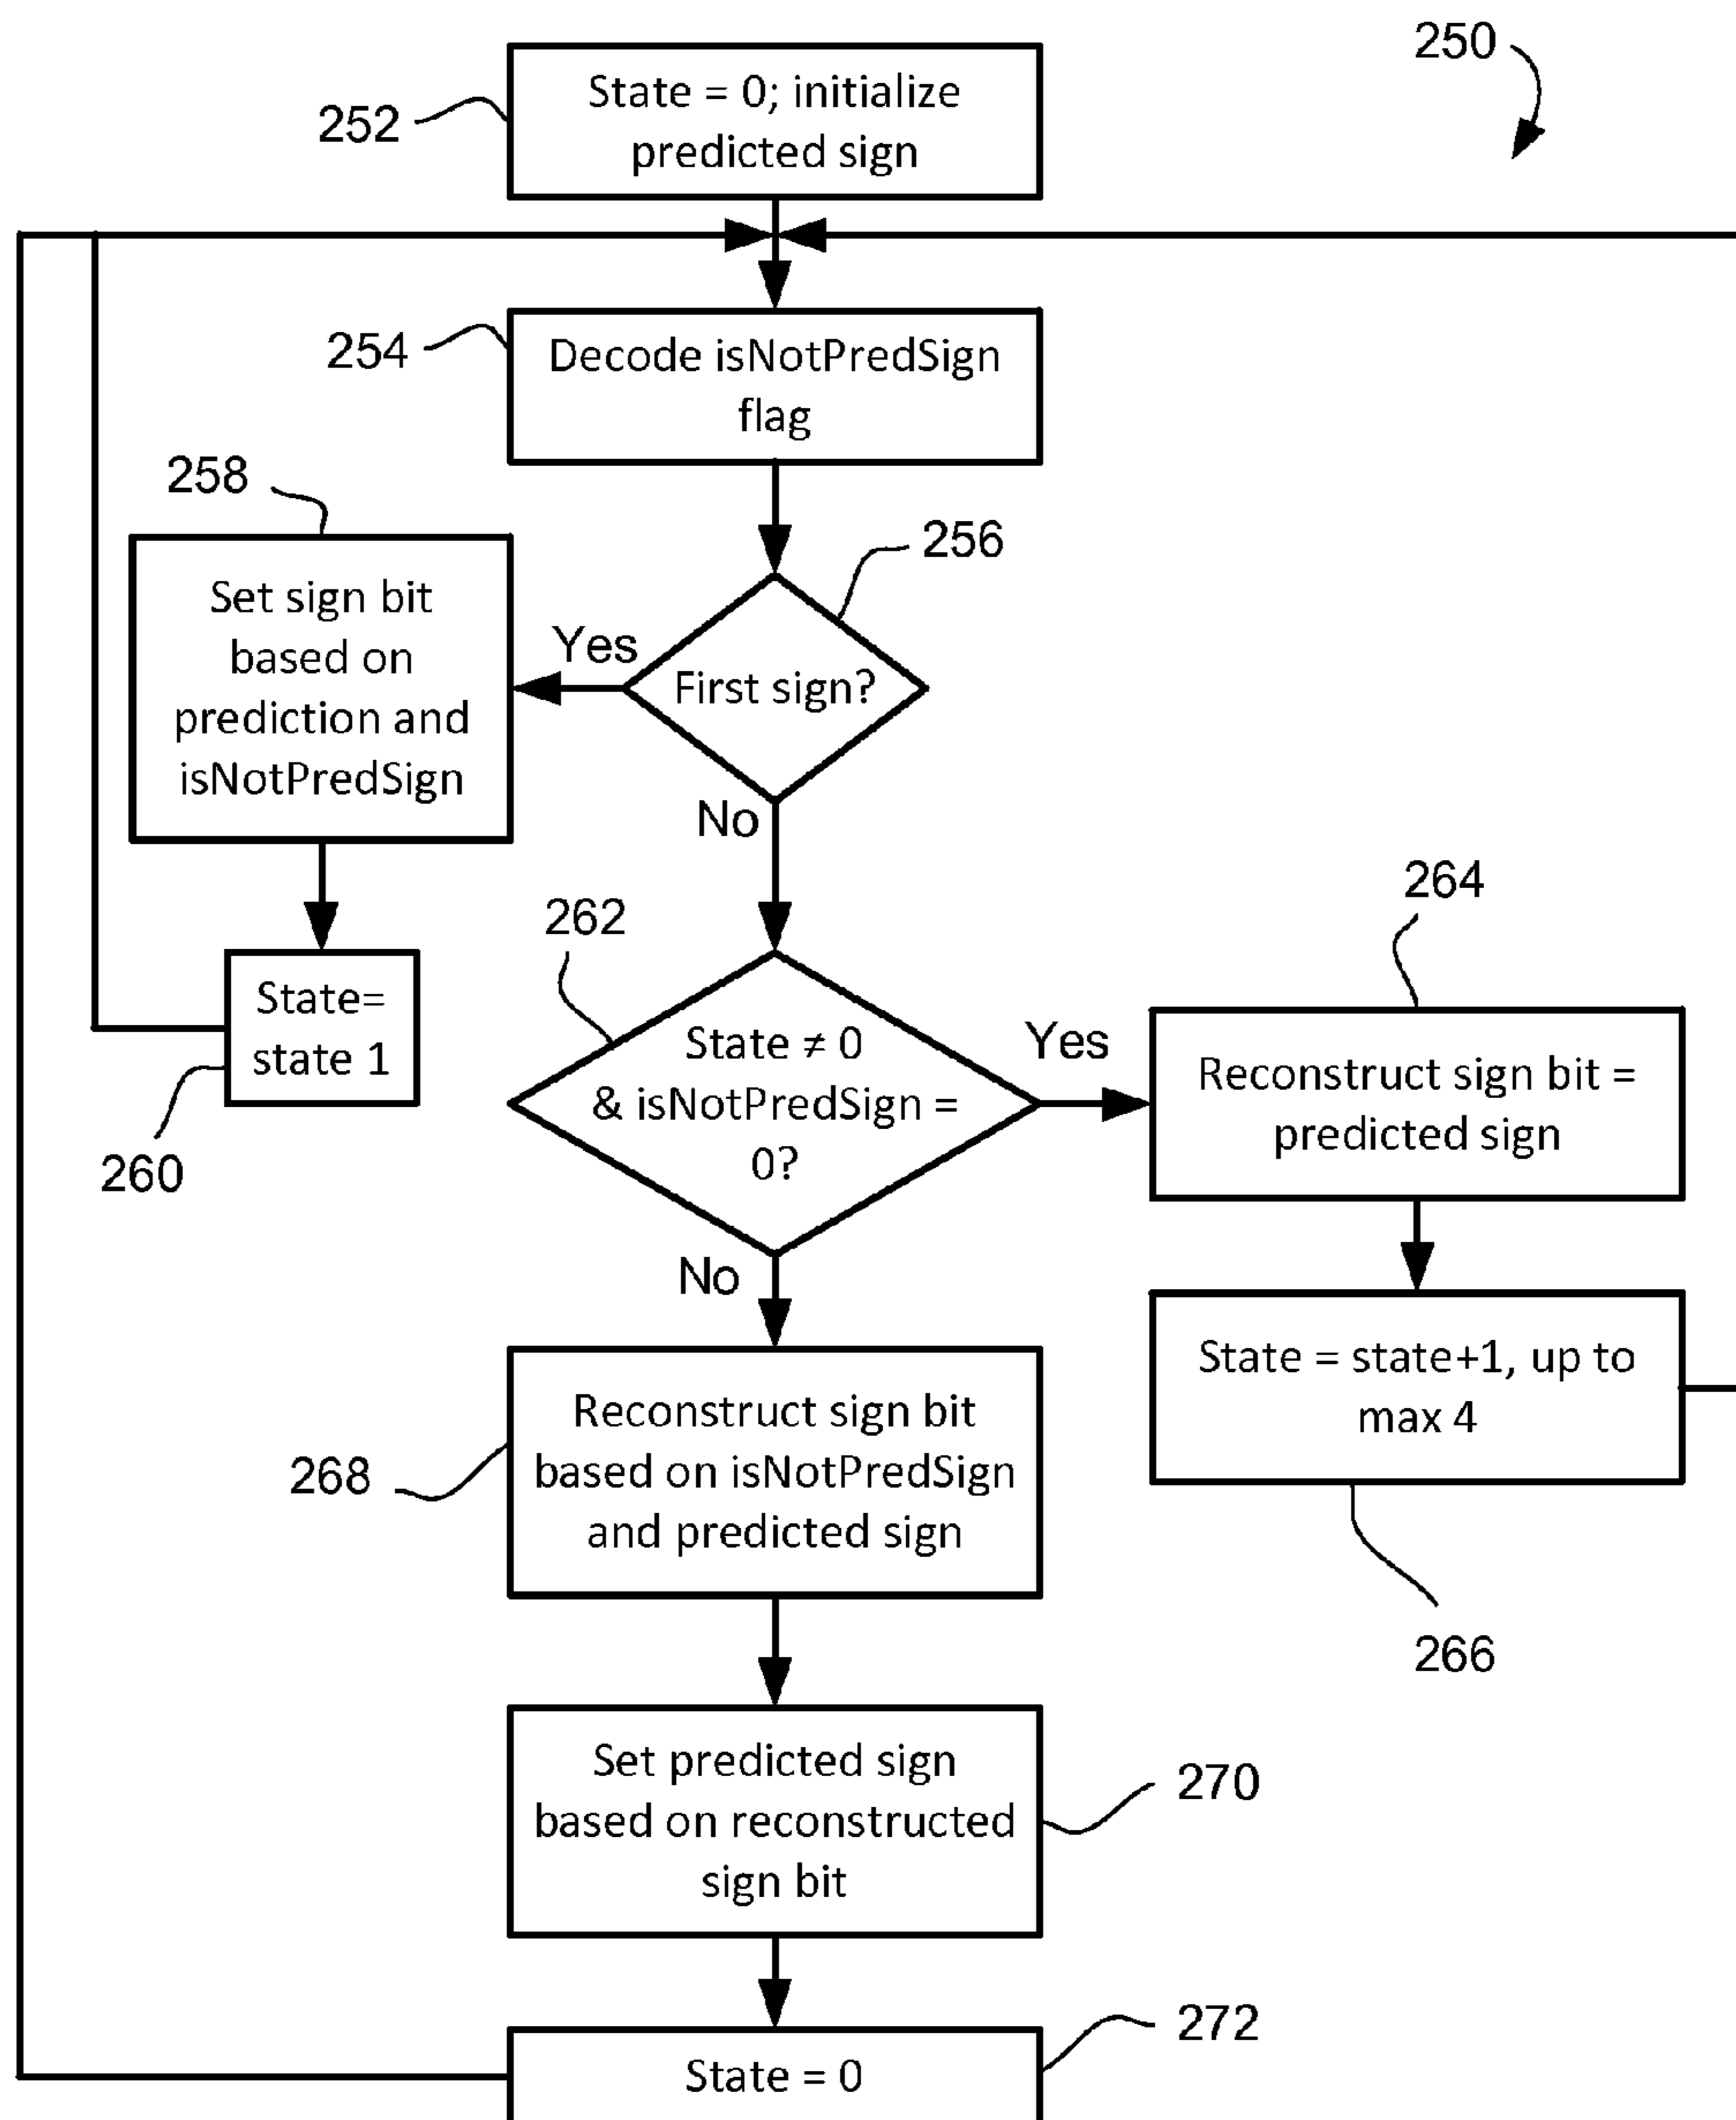 250
252
State = 0; initialize
predicted sign
254
Decode isNotPredSign
flag
258
256
Set sign bit
based on
prediction and
isNotPredSign
Yes
First sign?
No
264
262
260
State=
state 1
State ≠ 0
& isNotPredSign =
0?
Yes
Reconstruct sign bit =
predicted sign
No
State = state+1, up to
max 4
266
268
Reconstruct sign bit
based on isNotPredSign
and predicted sign
270
Set predicted sign
based on reconstructed
sign bit
272
State = 0